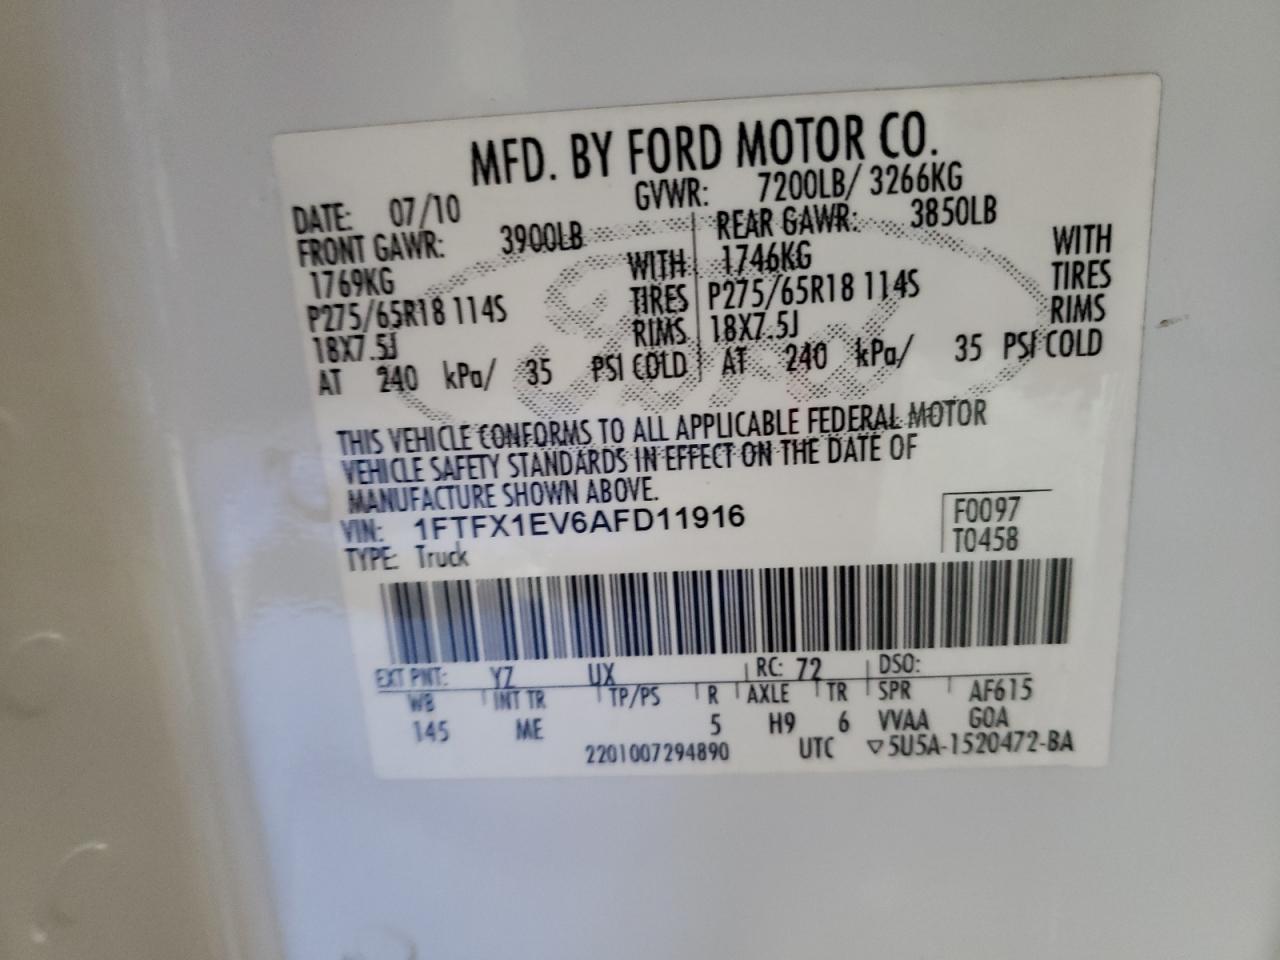 MFD. BY FORD MOTOR CO.
DATE: 07/10 GVWR: 7200LB/ 3266KG
FRONT GAWR: 3900LB REAR GAWR: 3850LB
1769KG WITH 1746KG WITH
P275/65R18 114S TIRES P275/65R18 114S TIRES
18X7.5J RIMS 18X7.5J RIMS
AT 240 kPa/ 35 PSI COLD AT 240 kPa/ 35 PSI COLD
THIS VEHICLE CONFORMS TO ALL APPLICABLE FEDERAL MOTOR
VEHICLE SAFETY STANDARDS IN EFFECT ON THE DATE OF
MANUFACTURE SHOWN ABOVE.
VIN: 1FTFX1EV6AFD11916 F0097
TYPE: Truck T0458
EXT PNT: YZ UX RC: 72 DSO:
WB INT TR TP/PS R AXLE TR SPR AF615
145 ME 5 H9 6 VVAA GOA
2201007294890 UTC ▽5U5A-1520472-BA